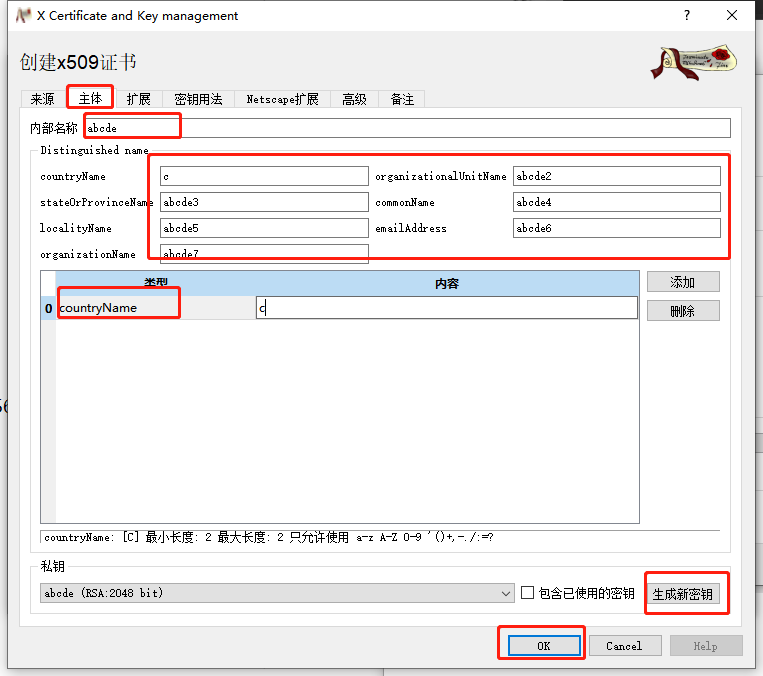 X Certificate and Key management
?
创建x509证书
来源 主体 扩展 密钥用法 Netscape扩展 高级 备注
内部名称 abcde
Distinguished name
countryName c organizationalUnitName abcde2
stateOrProvinceName abcde3 commonName abcde4
localityName abcde5 emailAddress abcde6
organizationName abcde7
类型 内容 添加
0 countryName c 删除
countryName: [C] 最小长度: 2 最大长度: 2 只允许使用 a-z A-Z 0-9 '()+,-./:=?
私钥
abcde (RSA:2048 bit) 包含已使用的密钥 生成新密钥
OK Cancel Help